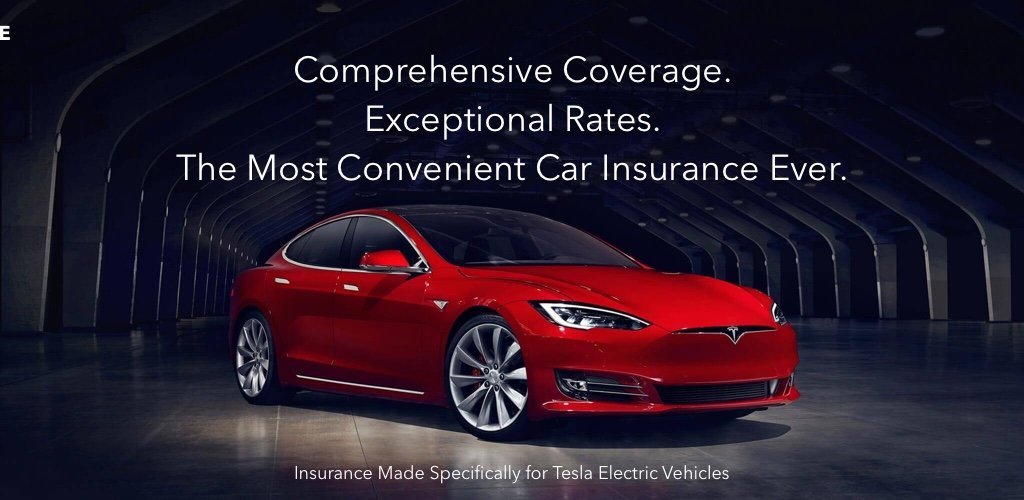 E
Comprehensive Coverage.
Exceptional Rates.
The Most Convenient Car Insurance Ever.
Insurance Made Specifically for Tesla Electric Vehicles